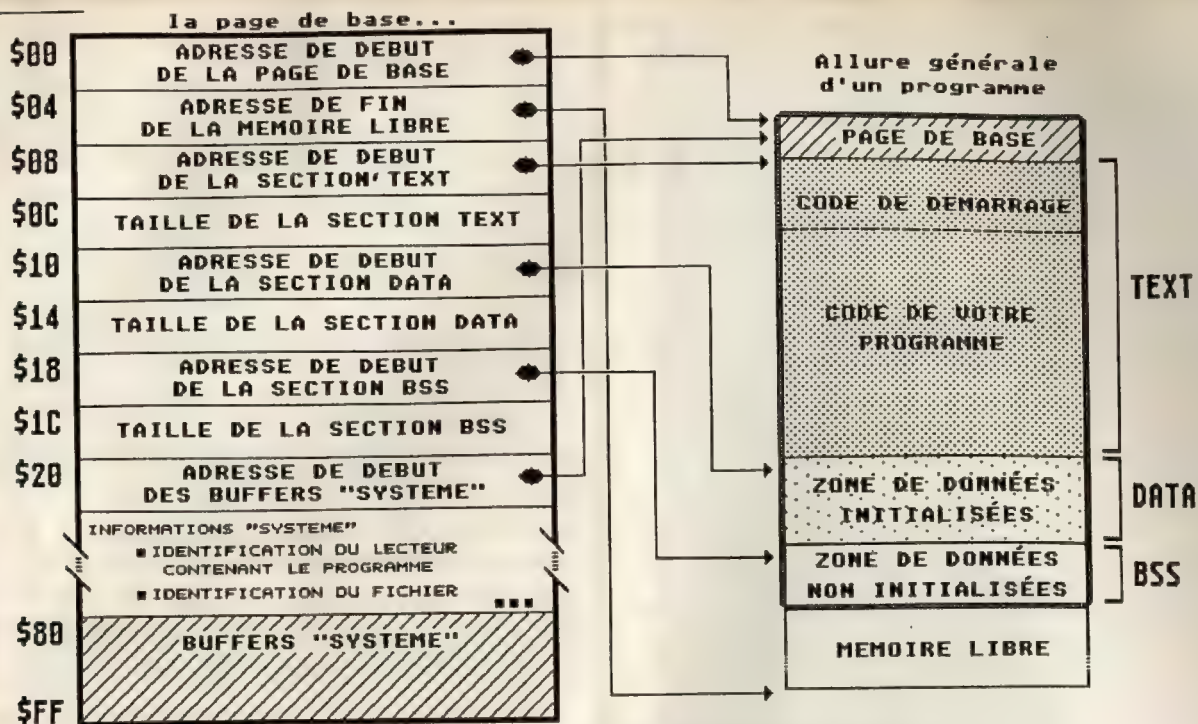 la page de base...
$00
ADRESSE DE DEBUT
DE LA PAGE DE BASE
$04
ADRESSE DE FIN
DE LA MEMOIRE LIBRE
$08
ADRESSE DE DEBUT
DE LA SECTION'TEXT
$0C
TAILLE DE LA SECTION TEXT
$10
ADRESSE DE DEBUT
DE LA SECTION DATA
$14
TAILLE DE LA SECTION DATA
$18
ADRESSE DE DEBUT
DE LA SECTION BSS
$1C
TAILLE DE LA SECTION BSS
$20
ADRESSE DE DEBUT
DES BUFFERS "SYSTEME"
INFORMATIONS "SYSTEME"
■ IDENTIFICATION DU LECTEUR
CONTENANT LE PROGRAMME
■ IDENTIFICATION DU FICHIER
...
$80
BUFFERS "SYSTEME"
$FF
Allure générale
d'un programme
PAGE DE BASE
CODE DE DEMARRAGE
CODE DE VOTRE
PROGRAMME
TEXT
ZONE DE DONNÉES
INITIALISÉES
DATA
ZONE DE DONNÉES
NON INITIALISÉES
BSS
MEMOIRE LIBRE